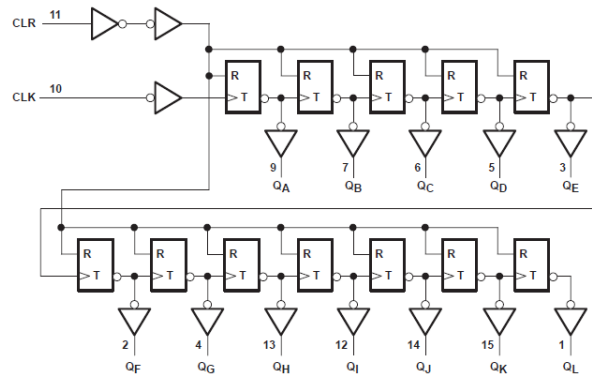 CLR 11
R R R R R
CLK 10
T T T T T
9 7 6 5 3
QA QB QC QD QE
R R R R R R R
T T T T T T T
2 4 13 12 14 15 1
QF QG QH QI QJ QK QL